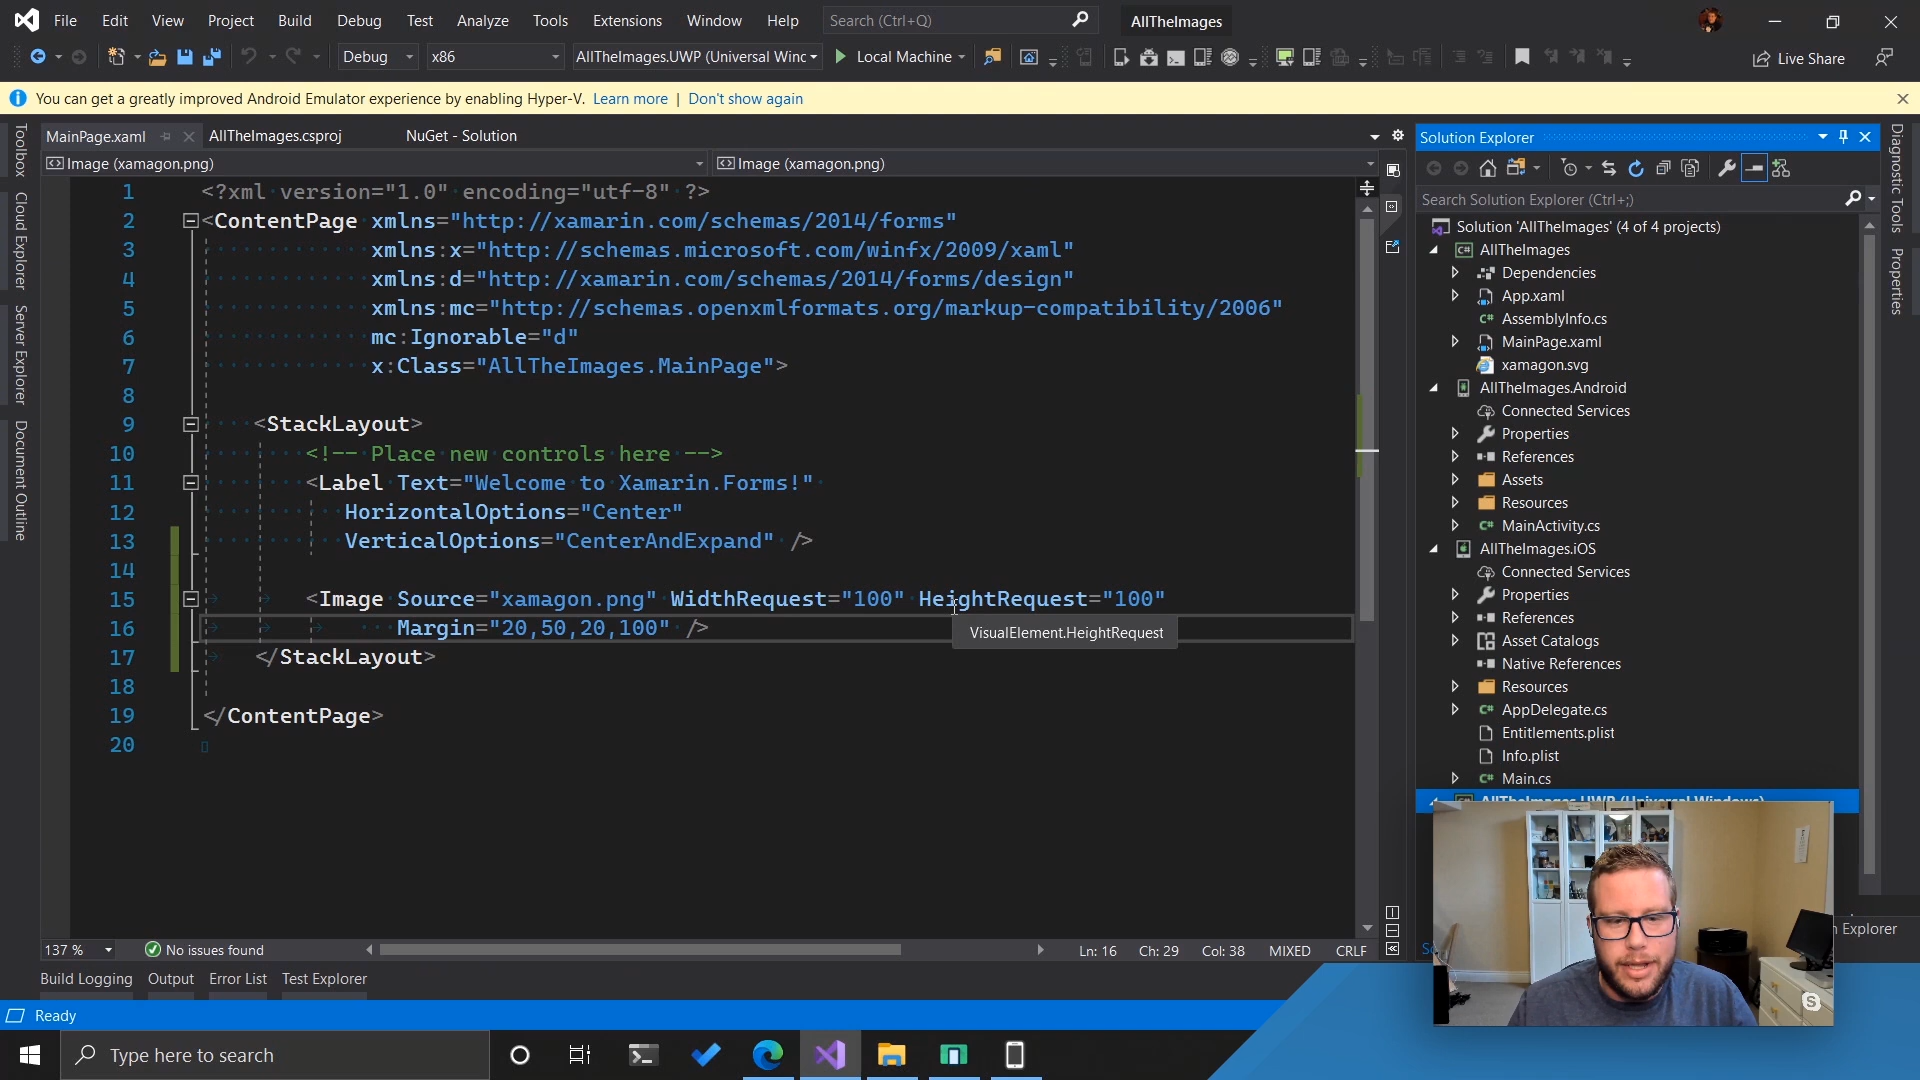 File Edit View Project Build Debug Test Analyze Tools Extensions Window Help Search (Ctrl+Q) AllTheImages
Debug x86 AllTheImages.UWP (Universal Winc Local Machine Live Share
You can get a greatly improved Android Emulator experience by enabling Hyper-V. Learn more | Don't show again
MainPage.xaml AllTheImages.csproj NuGet - Solution
Image (xamagon.png) Image (xamagon.png)
1 <?xml version="1.0" encoding="utf-8" ?>
2 <ContentPage xmlns="http://xamarin.com/schemas/2014/forms"
3 xmlns:x="http://schemas.microsoft.com/winfx/2009/xaml"
4 xmlns:d="http://xamarin.com/schemas/2014/forms/design"
5 xmlns:mc="http://schemas.openxmlformats.org/markup-compatibility/2006"
6 mc:Ignorable="d"
7 x:Class="AllTheImages.MainPage">
8
9 <StackLayout>
10 <!-- Place new controls here -->
11 <Label Text="Welcome to Xamarin.Forms!"
12 HorizontalOptions="Center"
13 VerticalOptions="CenterAndExpand" />
14
15 <Image Source="xamagon.png" WidthRequest="100" HeightRequest="100"
16 Margin="20,50,20,100" />
VisualElement.HeightRequest
17 </StackLayout>
18
19 </ContentPage>
20
137 % No issues found Ln: 16 Ch: 29 Col: 38 MIXED CRLF
Build Logging Output Error List Test Explorer
Ready
Type here to search
Toolbox
Cloud Explorer
Server Explorer
Document Outline
Solution Explorer
Search Solution Explorer (Ctrl+;)
Solution 'AllTheImages' (4 of 4 projects)
AllTheImages
Dependencies
App.xaml
AssemblyInfo.cs
MainPage.xaml
xamagon.svg
AllTheImages.Android
Connected Services
Properties
References
Assets
Resources
MainActivity.cs
AllTheImages.iOS
Connected Services
Properties
References
Asset Catalogs
Native References
Resources
AppDelegate.cs
Entitlements.plist
Info.plist
Main.cs
AllTheImages.UWP (Universal Windows)
Explorer
Diagnostic Tools
Properties